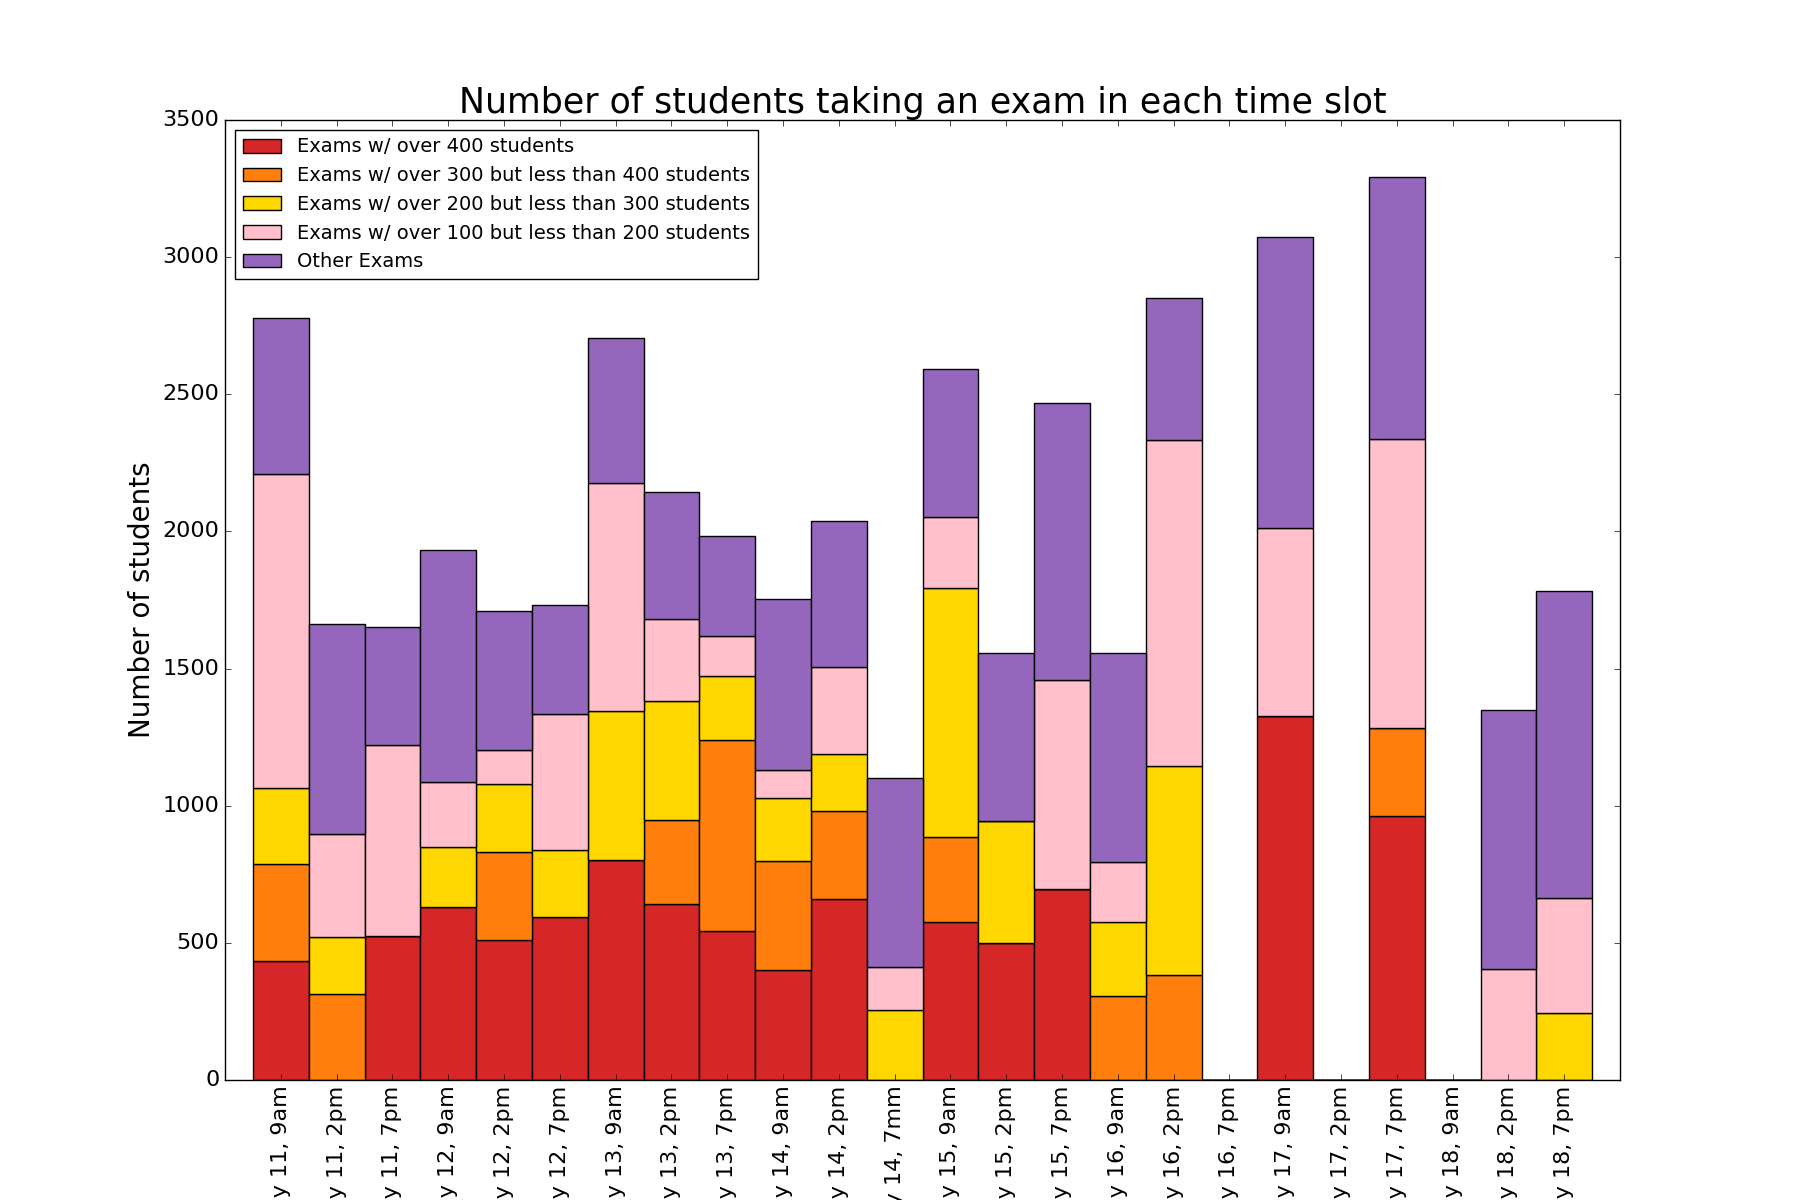 Number of students taking an exam in each time slot
3500
3000
2500
2000
1500
1000
500
0
Number of students
Exams w/ over 400 students
Exams w/ over 300 but less than 400 students
Exams w/ over 200 but less than 300 students
Exams w/ over 100 but less than 200 students
Other Exams
y 11, 9am
y 11, 2pm
y 11, 7pm
y 12, 9am
y 12, 2pm
y 12, 7pm
y 13, 9am
y 13, 2pm
y 13, 7pm
y 14, 9am
y 14, 2pm
y 14, 7mm
y 15, 9am
y 15, 2pm
y 15, 7pm
y 16, 9am
y 16, 2pm
y 16, 7pm
y 17, 9am
y 17, 2pm
y 17, 7pm
y 18, 9am
y 18, 2pm
y 18, 7pm